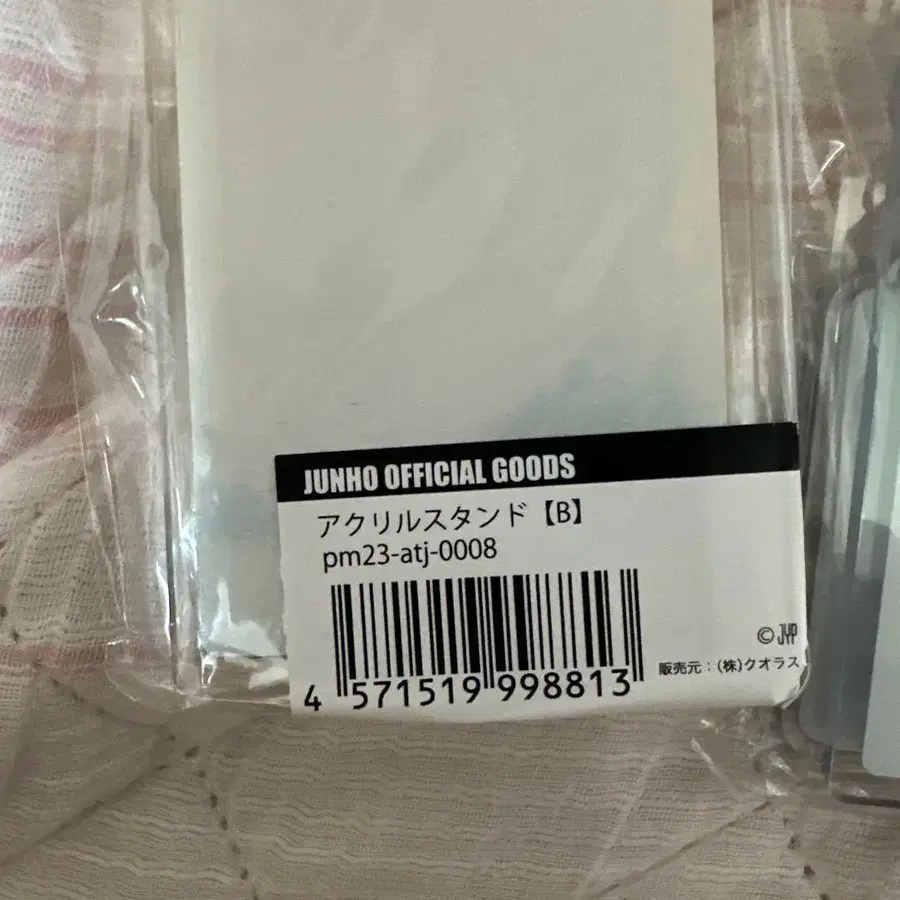 JUNHO OFFICIAL GOODS
アクリルスタンド【B】
pm23-atj-0008
4 571519 998813
©JYP
販売元：(株)クオラス